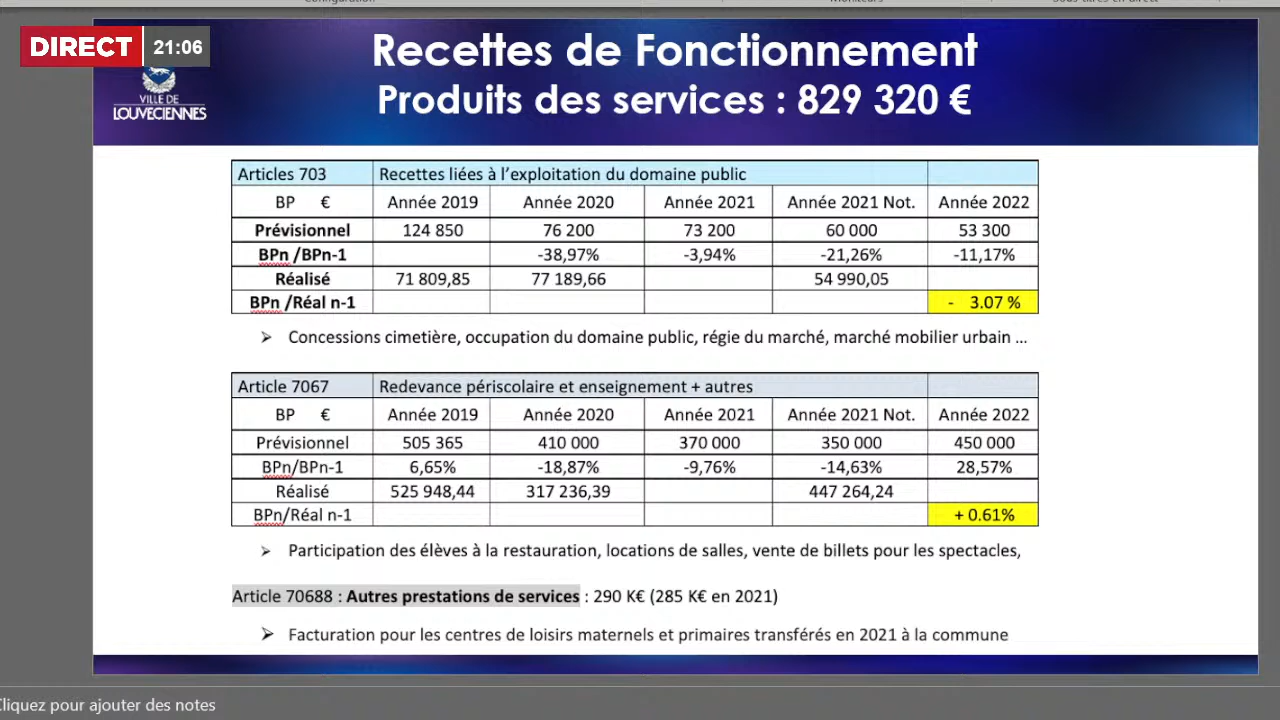 Configuration Moniteurs Sous-titres en direct
DIRECT 21:06
VILLE DE
LOUVECIENNES
Recettes de Fonctionnement
Produits des services : 829 320 €
Articles 703 Recettes liées à l'exploitation du domaine public
BP € Année 2019 Année 2020 Année 2021 Année 2021 Not. Année 2022
Prévisionnel 124 850 76 200 73 200 60 000 53 300
BPn /BPn-1 -38,97% -3,94% -21,26% -11,17%
Réalisé 71 809,85 77 189,66 54 990,05
BPn /Réal n-1 - 3.07 %
➢ Concessions cimetière, occupation du domaine public, régie du marché, marché mobilier urbain ...
Article 7067 Redevance périscolaire et enseignement + autres
BP € Année 2019 Année 2020 Année 2021 Année 2021 Not. Année 2022
Prévisionnel 505 365 410 000 370 000 350 000 450 000
BPn/BPn-1 6,65% -18,87% -9,76% -14,63% 28,57%
Réalisé 525 948,44 317 236,39 447 264,24
BPn/Réal n-1 + 0.61%
➢ Participation des élèves à la restauration, locations de salles, vente de billets pour les spectacles,
Article 70688 : Autres prestations de services : 290 K€ (285 K€ en 2021)
➢ Facturation pour les centres de loisirs maternels et primaires transférés en 2021 à la commune
Cliquez pour ajouter des notes